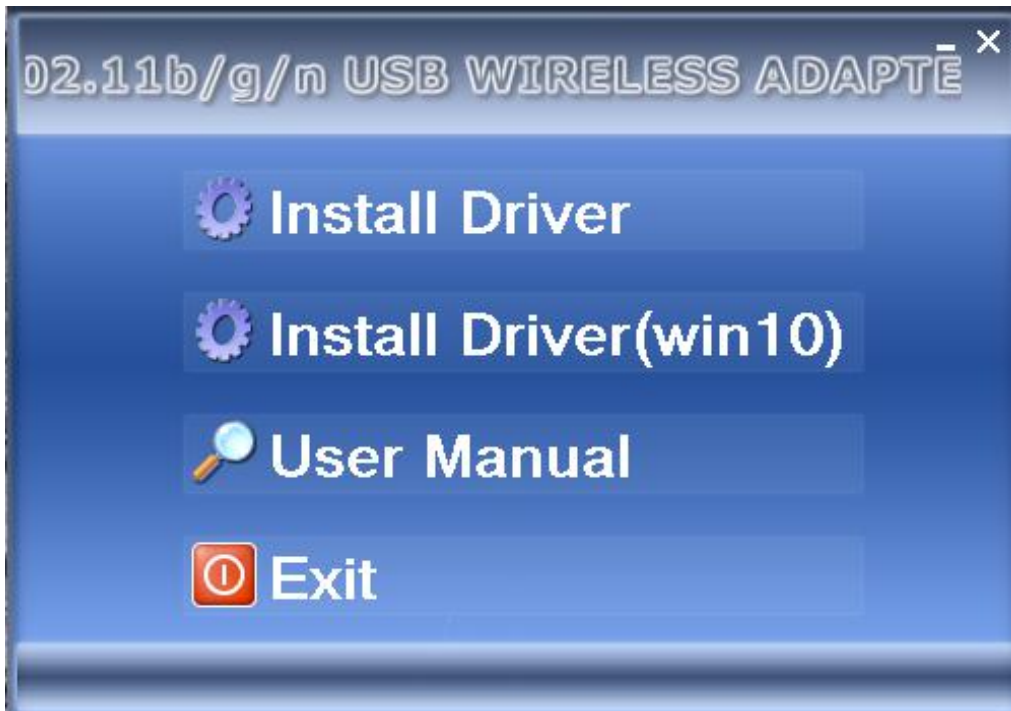 02.11b/g/n USB WIRELESS ADAPTE
Install Driver
Install Driver(win10)
User Manual
Exit